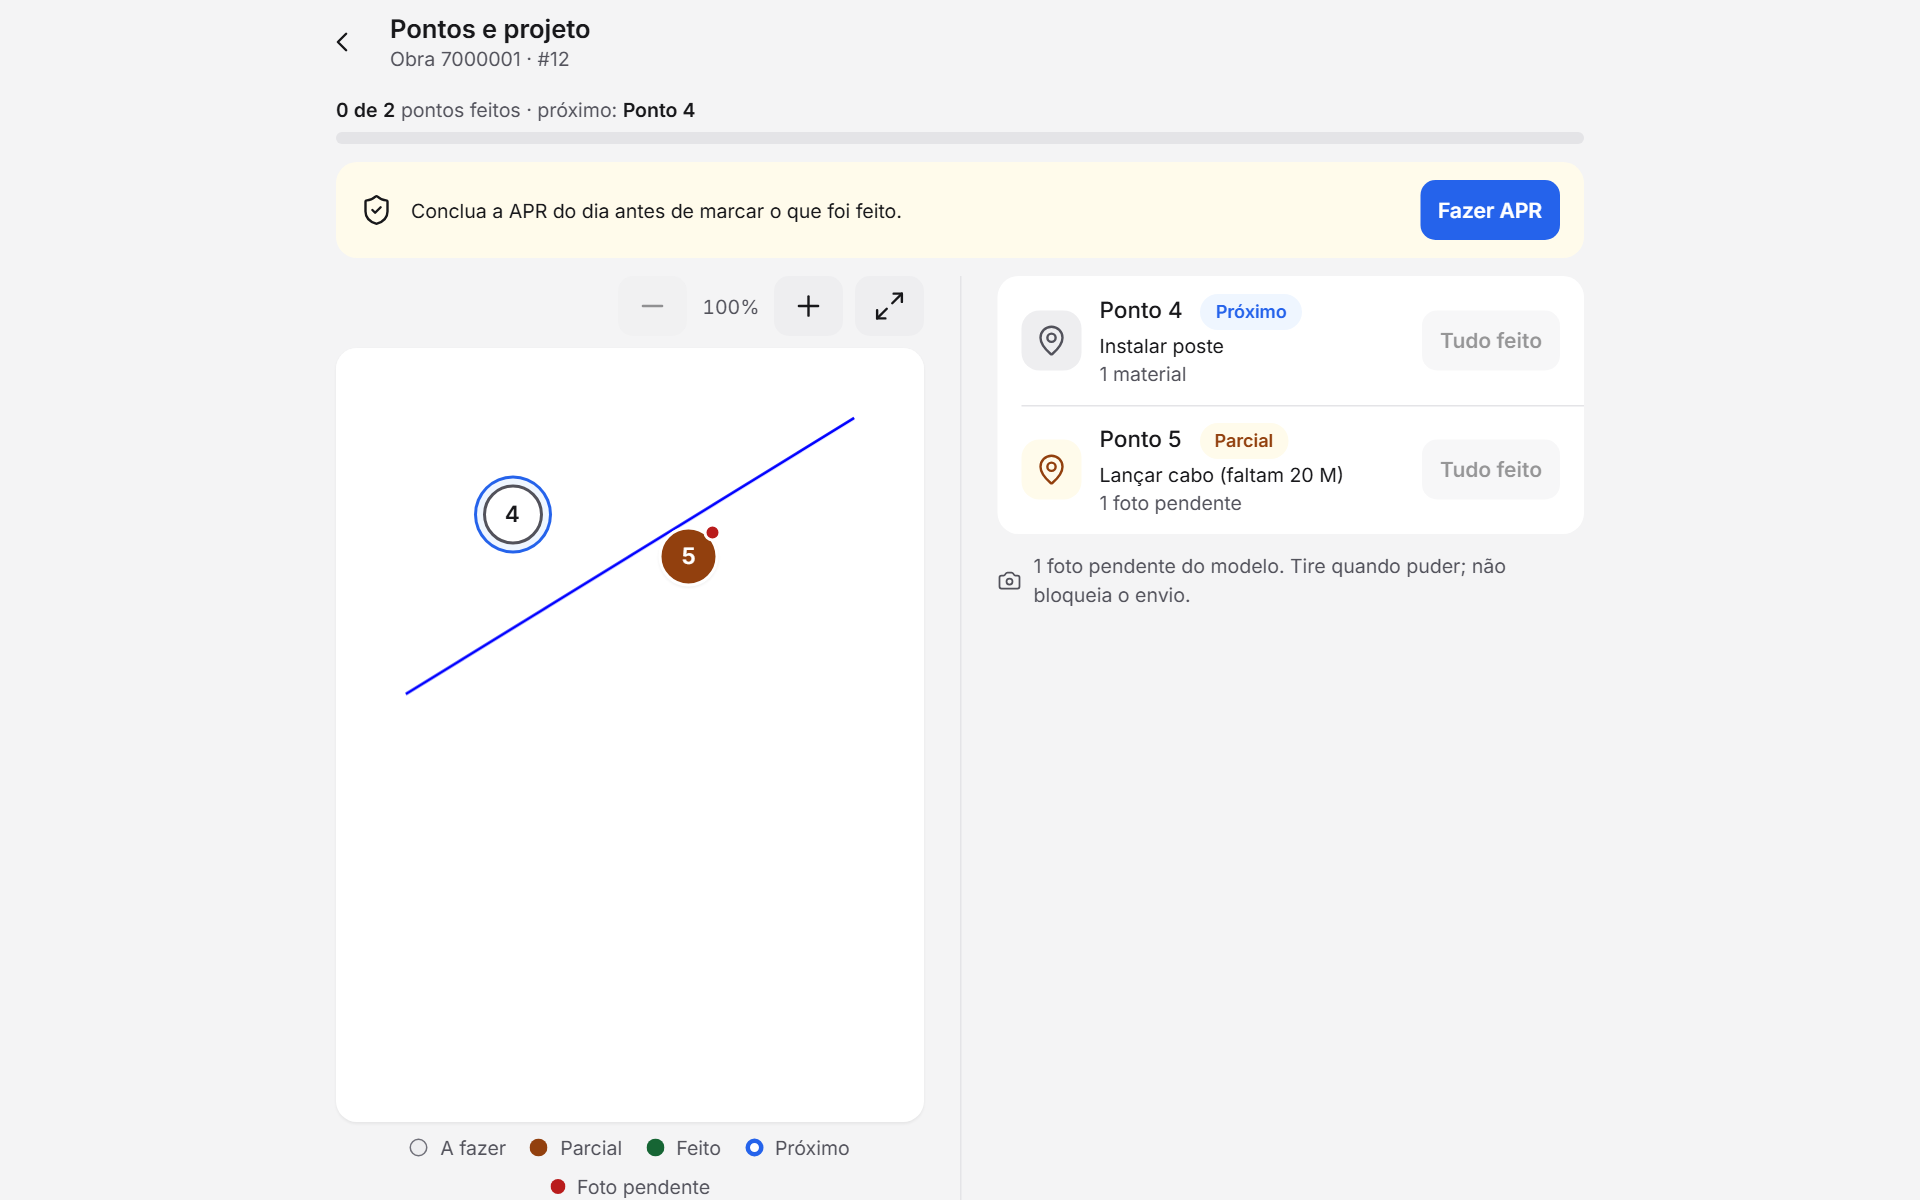 Pontos e projeto
Obra 7000001 · #12
0 de 2 pontos feitos · próximo: Ponto 4
Conclua a APR do dia antes de marcar o que foi feito.
Fazer APR
100%
4
5
A fazer
Parcial
Feito
Próximo
Foto pendente
Ponto 4
Próximo
Instalar poste
1 material
Tudo feito
Ponto 5
Parcial
Lançar cabo (faltam 20 M)
1 foto pendente
Tudo feito
1 foto pendente do modelo. Tire quando puder; não
bloqueia o envio.